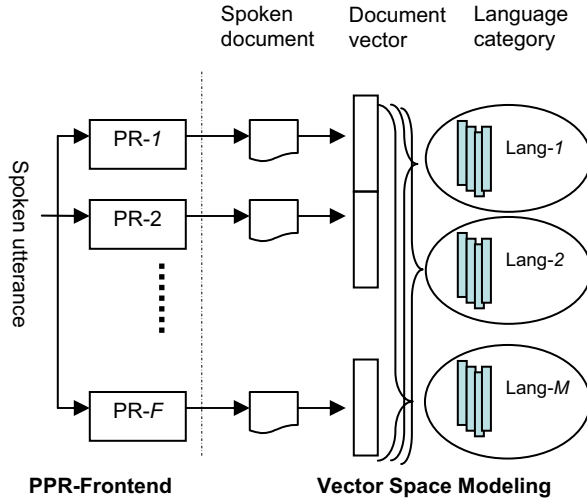 Spoken
document
Document
vector
Language
category
Spoken utterance
PR-1
Lang-1
PR-2
Lang-2
PR-F
Lang-M
PPR-Frontend
Vector Space Modeling